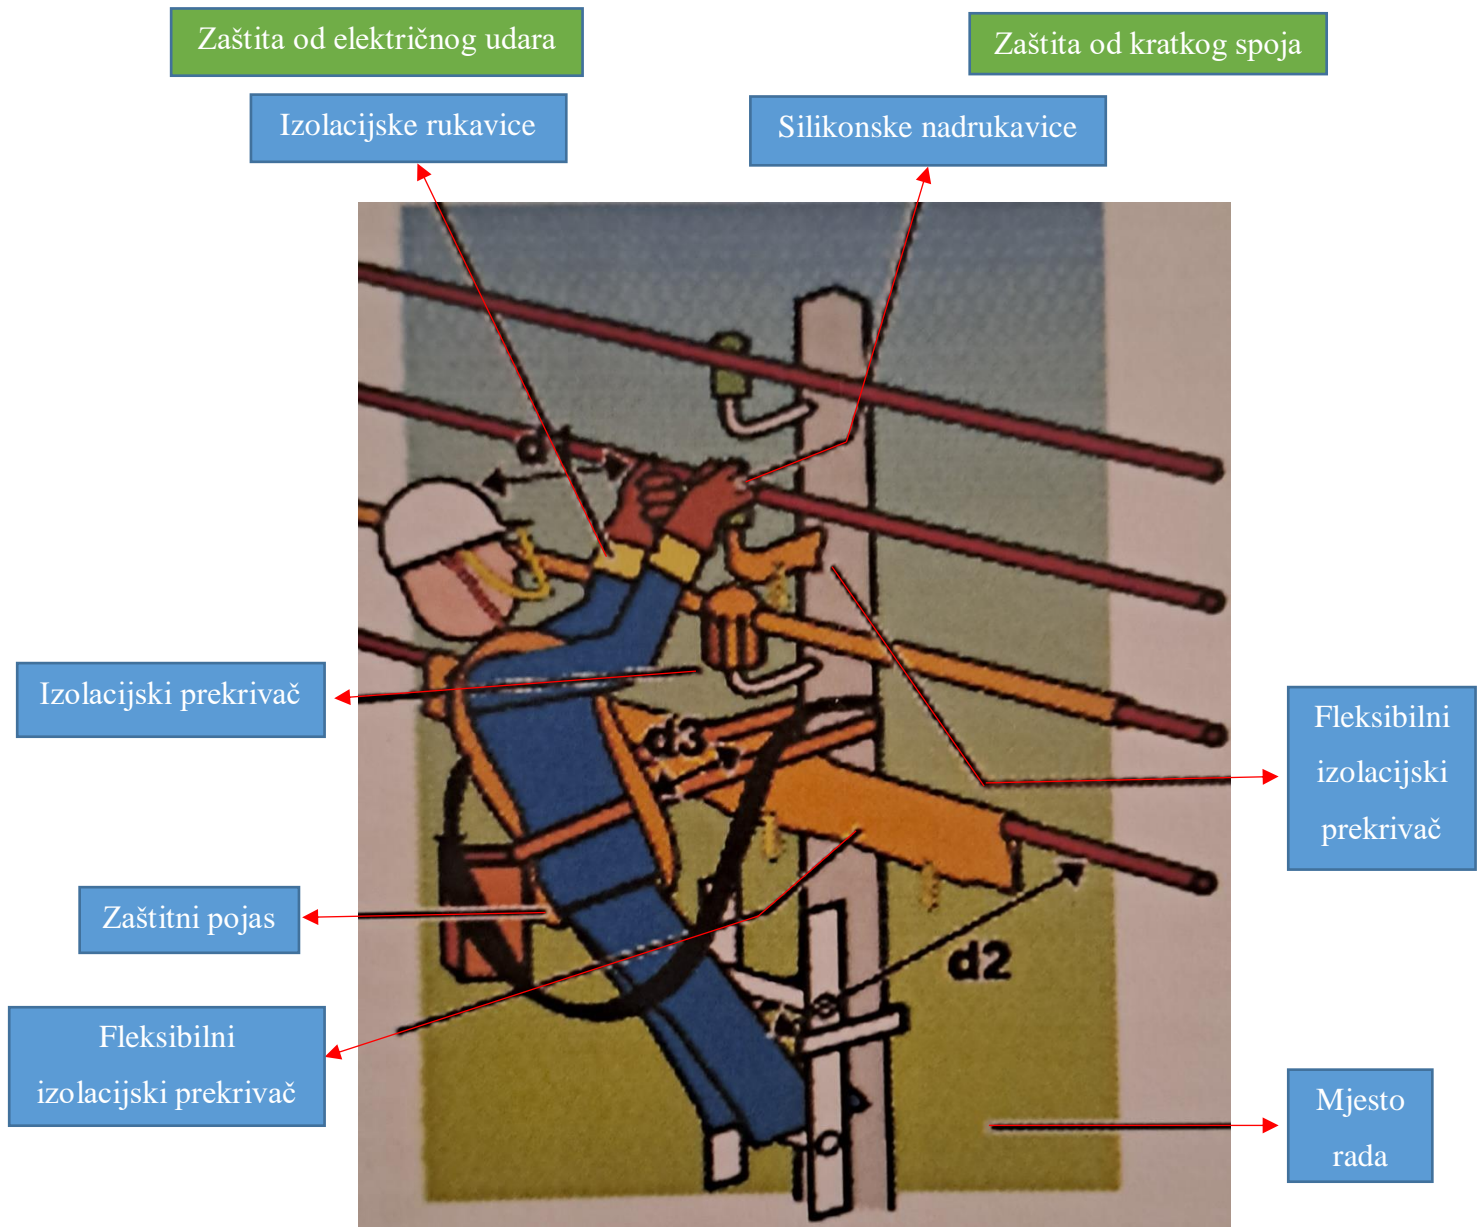 Zaštita od električnog udara
Zaštita od kratkog spoja
Izolacijske rukavice
Silikonske nadrukavice
d1
Izolacijski prekrivač
d3
Fleksibilni
izolacijski
prekrivač
Zaštitni pojas
d2
Fleksibilni
izolacijski prekrivač
Mjesto
rada